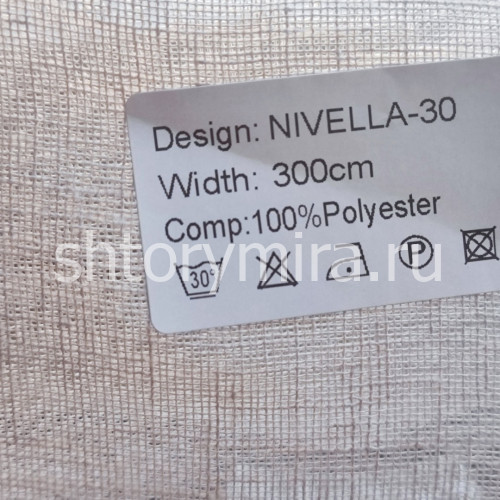 Design: NIVELLA-30
Width: 300cm
Comp:100%Polyester
shtorymira.ru
30° P